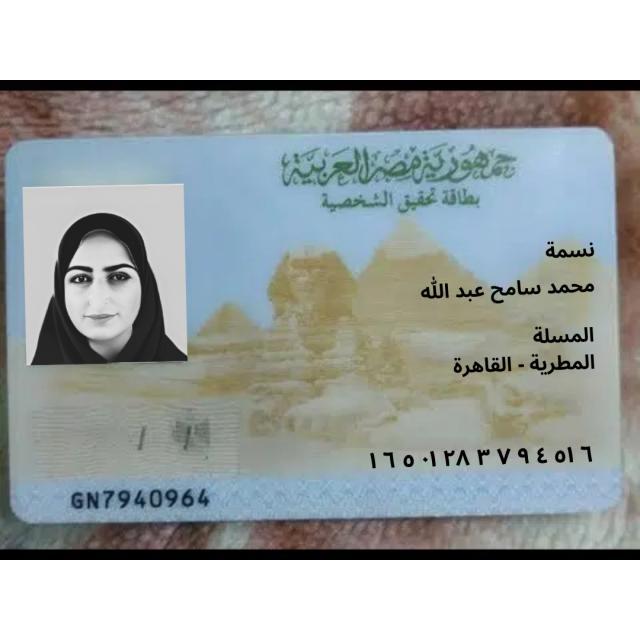 جمهورية مصر العربية
بطاقة تحقيق الشخصية
نسمة
محمد سامح عبد الله
المسلة
المطرية - القاهرة
١٦٥٠١٢٨٣٧٩٤٥١٦
GN7940964